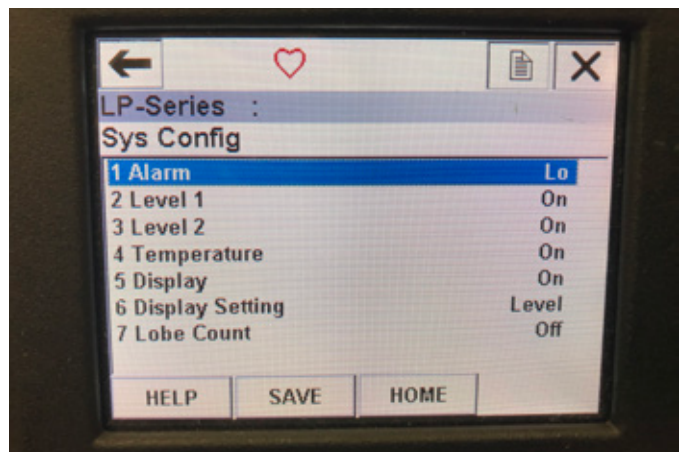 LP-Series :
Sys Config
1 Alarm Lo
2 Level 1 On
3 Level 2 On
4 Temperature On
5 Display On
6 Display Setting Level
7 Lobe Count Off
HELP SAVE HOME